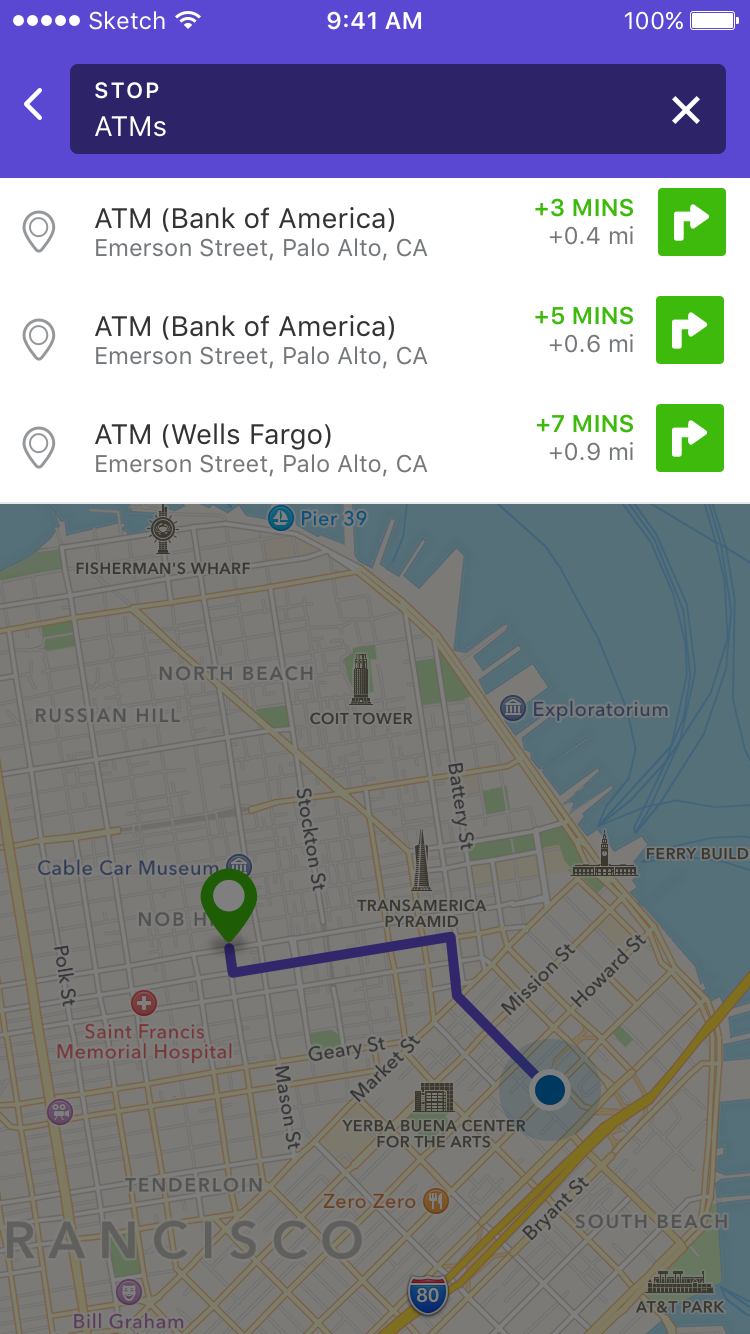 Sketch 9:41 AM 100%
STOP
ATMs
ATM (Bank of America)
+3 MINS
Emerson Street, Palo Alto, CA
+0.4 mi
ATM (Bank of America)
+5 MINS
Emerson Street, Palo Alto, CA
+0.6 mi
ATM (Wells Fargo)
+7 MINS
Emerson Street, Palo Alto, CA
+0.9 mi
Pier 39
FISHERMAN'S WHARF
NORTH BEACH
RUSSIAN HILL
COIT TOWER
Exploratorium
Battery St
Stockton St
Cable Car Museum
FERRY BUILD
TRANSAMERICA
PYRAMID
NOB H
Polk St
Mission St
Howard St
Saint Francis
Memorial Hospital
Geary St
Market St
Mason St
YERBA BUENA CENTER
FOR THE ARTS
TENDERLOIN
Zero Zero
Bryant St
SOUTH BEACH
RANCISCO
80
AT&T PARK
Bill Graham